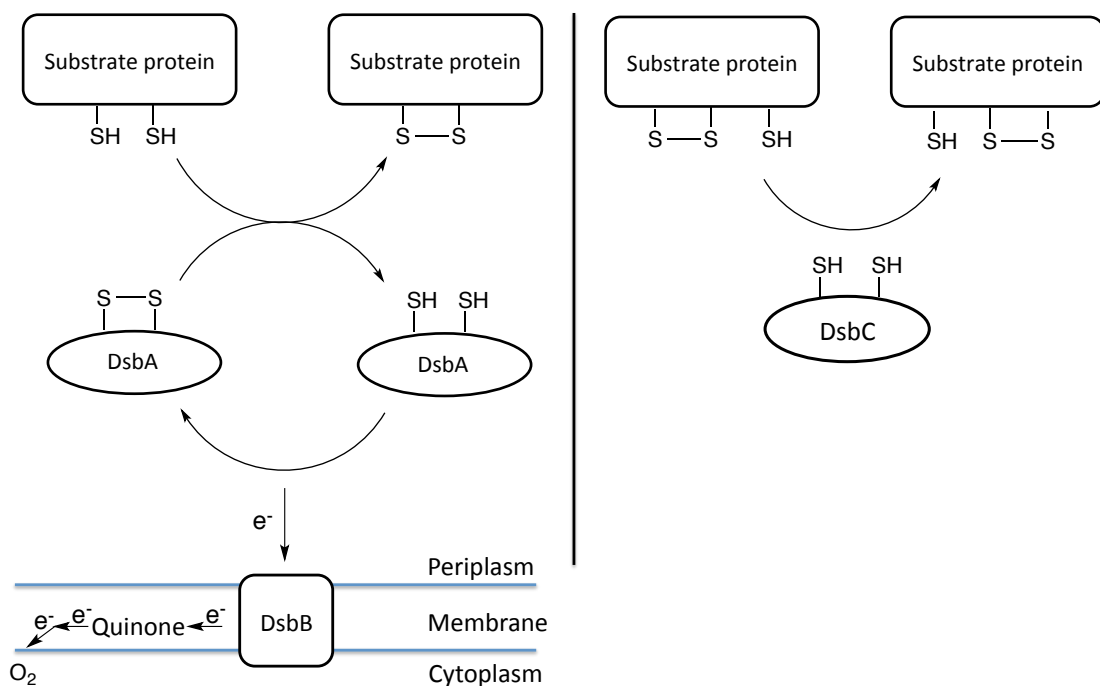 Substrate protein
Substrate protein
Substrate protein
Substrate protein
SH SH
S S
S S SH
SH S S
S S
SH SH
SH SH
DsbA
DsbA
DsbC
e-
Periplasm
e- e- Quinone e- DsbB Membrane
O2
Cytoplasm